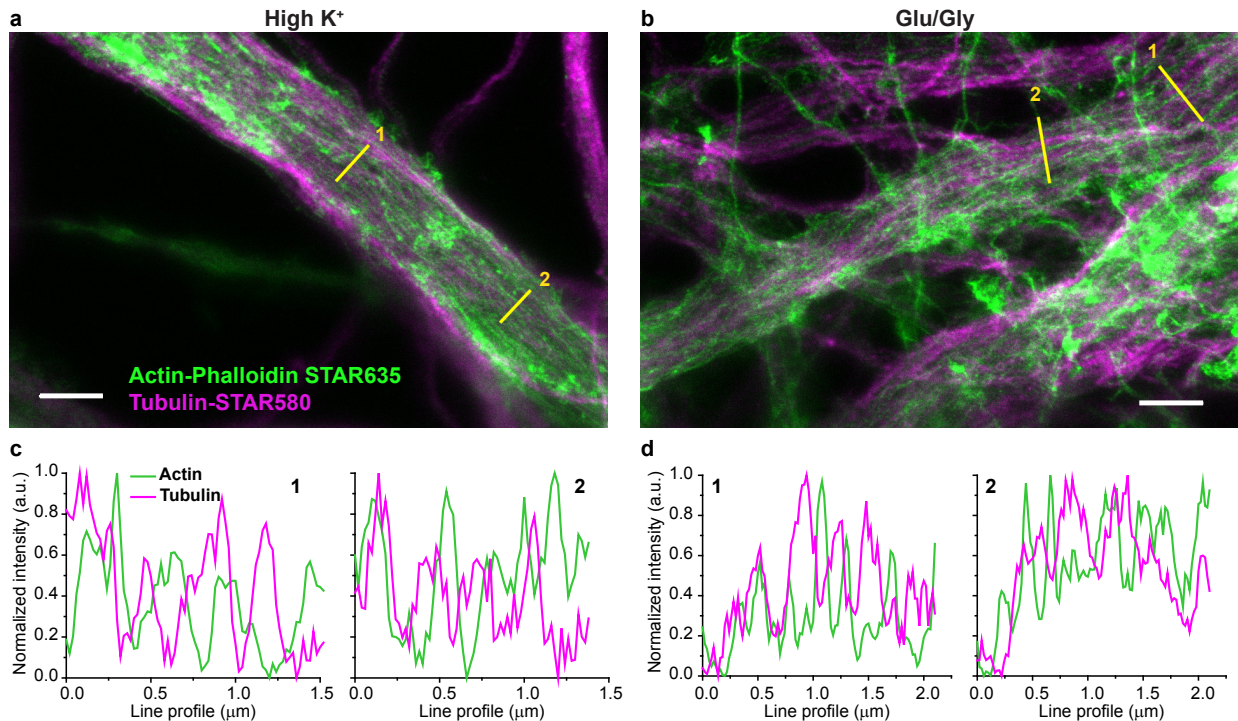 a High K⁺
1
2
Actin-Phalloidin STAR635
Tubulin-STAR580
b Glu/Gly
1
2
c
Normalized intensity (a.u.)
1.0
0.8
0.6
0.4
0.2
0.0
Actin
Tubulin
1
2
0.0 0.5 1.0 1.5
0.0 0.5 1.0 1.5
Line profile (μm) Line profile (μm)
d
Normalized intensity (a.u.)
1.0
0.8
0.6
0.4
0.2
0.0
1
2
0.0 0.5 1.0 1.5 2.0
0.0 0.5 1.0 1.5 2.0
Line profile (μm) Line profile (μm)